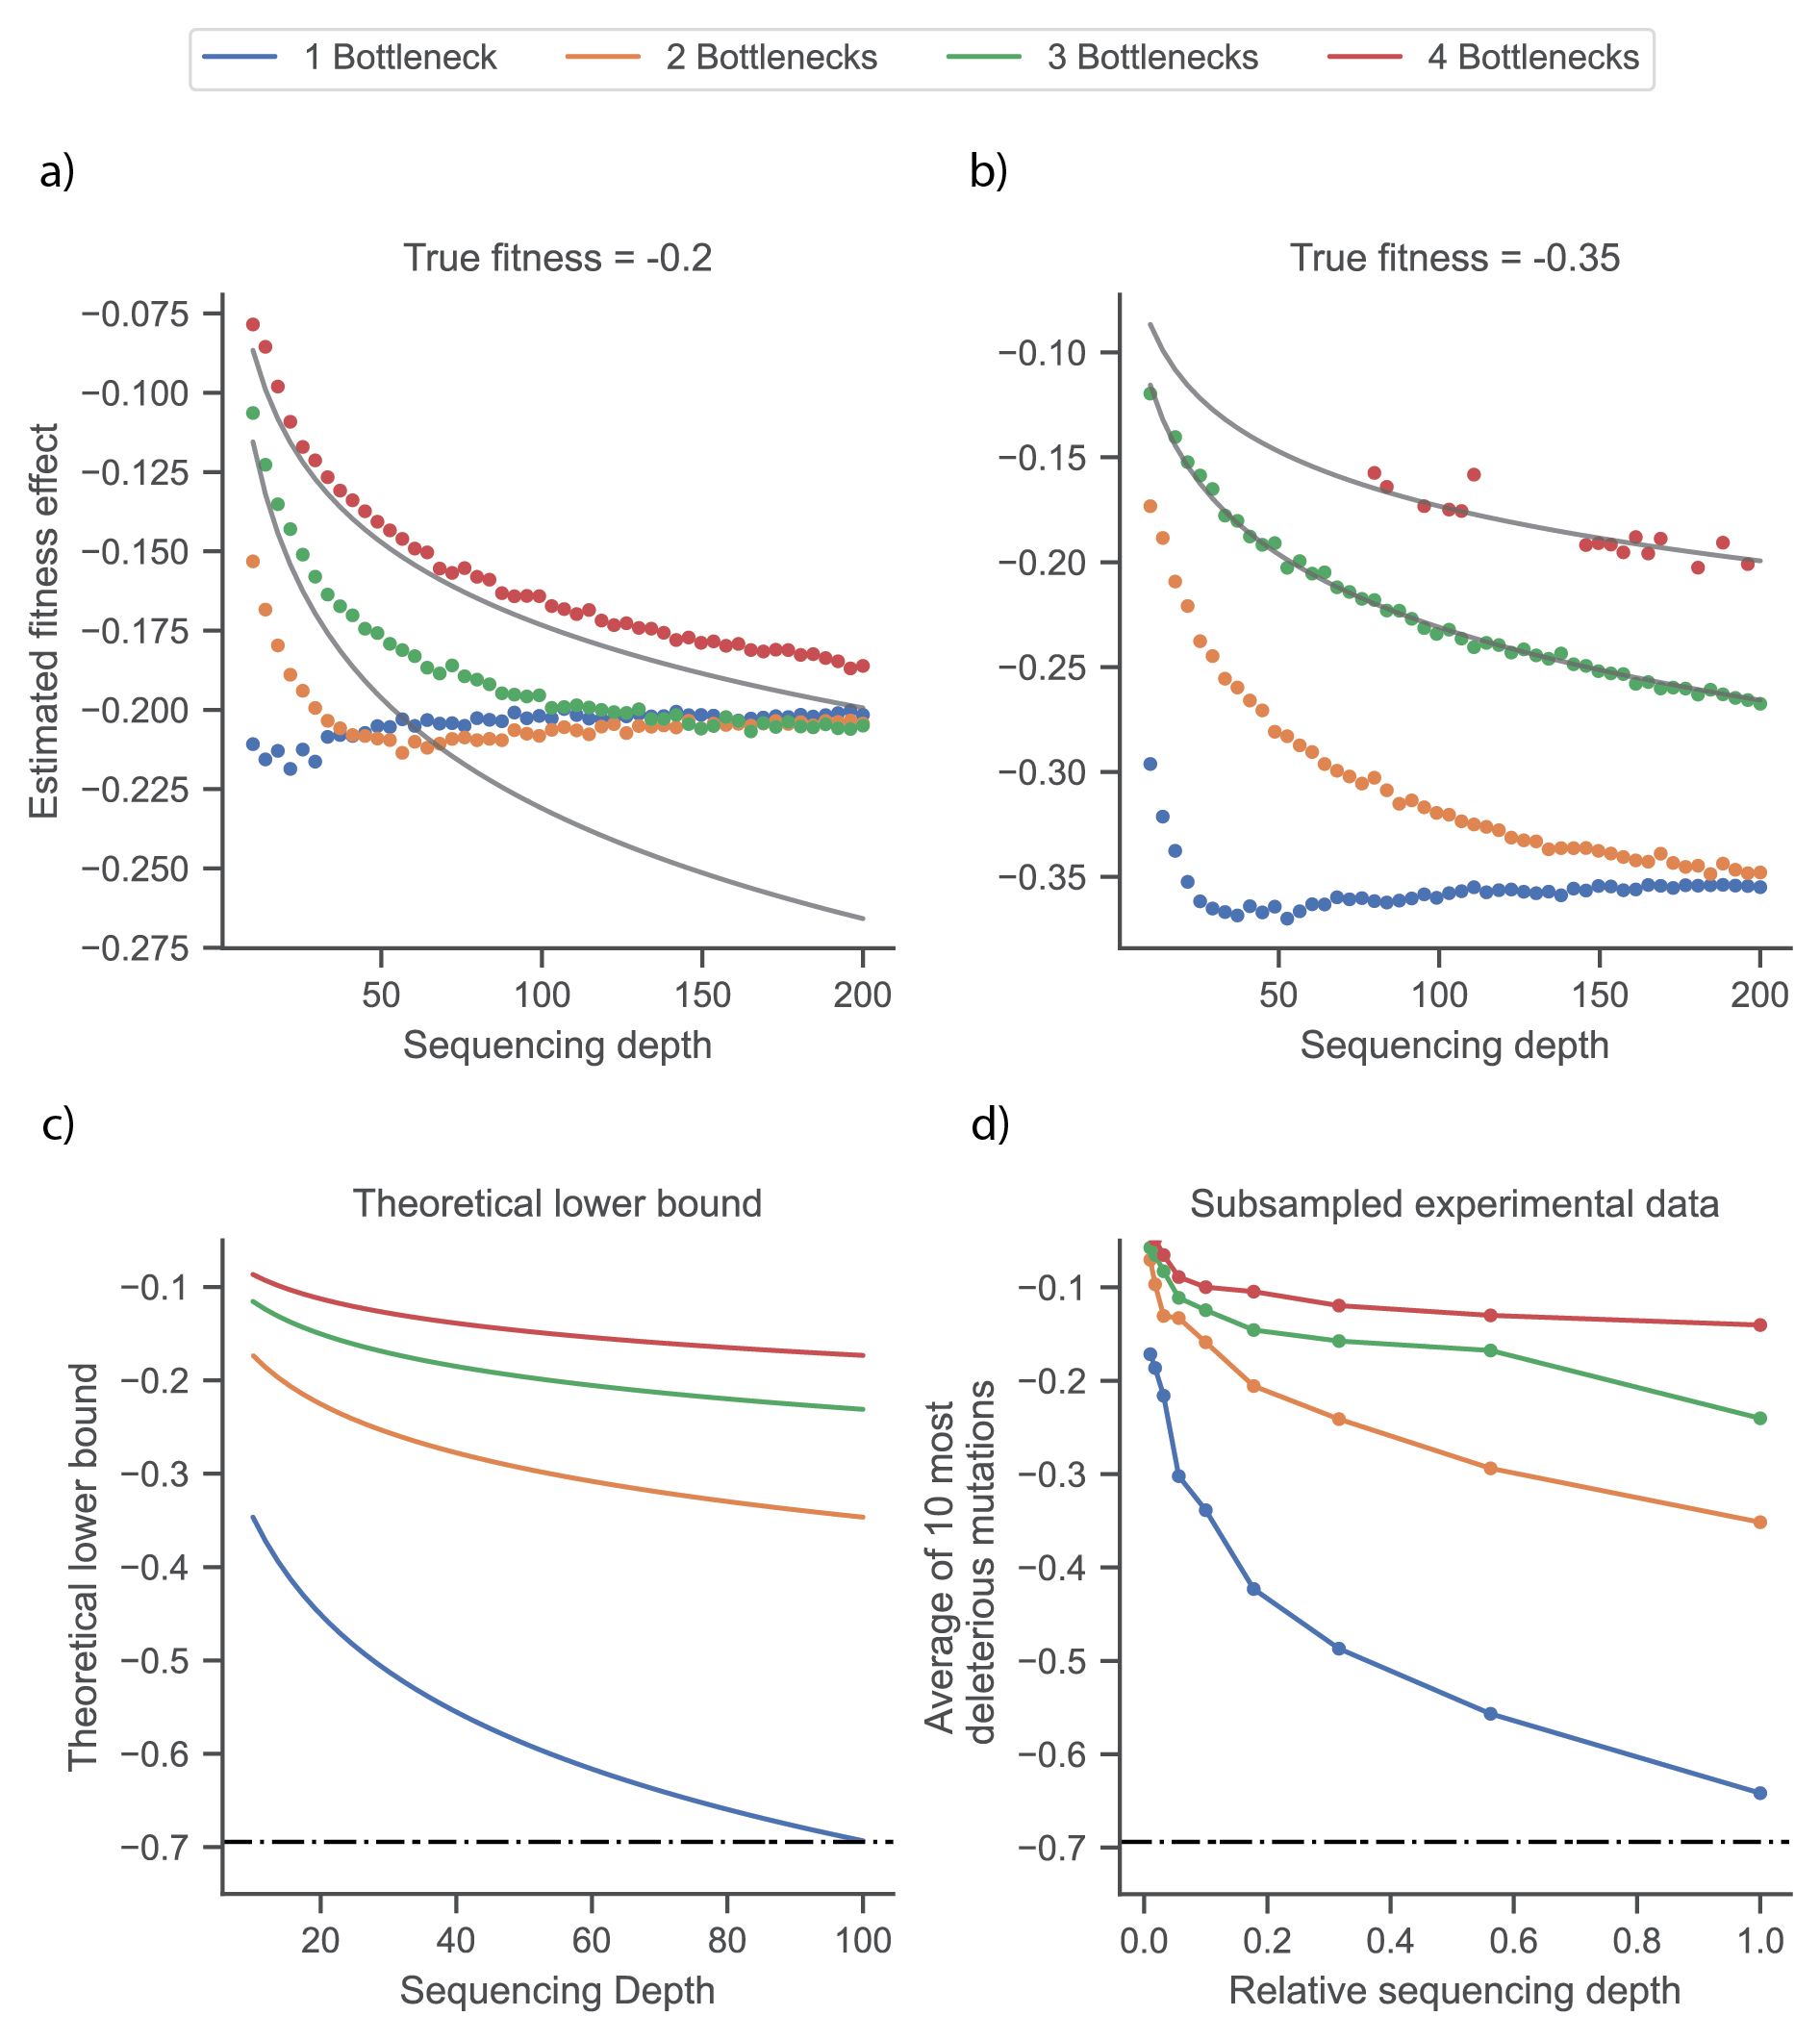 1 Bottleneck 2 Bottlenecks 3 Bottlenecks 4 Bottlenecks
a)
True fitness = -0.2
Estimated fitness effect
−0.075
−0.100
−0.125
−0.150
−0.175
−0.200
−0.225
−0.250
−0.275
50 100 150 200
Sequencing depth
b)
True fitness = -0.35
−0.10
−0.15
−0.20
−0.25
−0.30
−0.35
50 100 150 200
Sequencing depth
c)
Theoretical lower bound
Theoretical lower bound
−0.1
−0.2
−0.3
−0.4
−0.5
−0.6
−0.7
20 40 60 80 100
Sequencing Depth
d)
Subsampled experimental data
Average of 10 most
deleterious mutations
−0.1
−0.2
−0.3
−0.4
−0.5
−0.6
−0.7
0.0 0.2 0.4 0.6 0.8 1.0
Relative sequencing depth